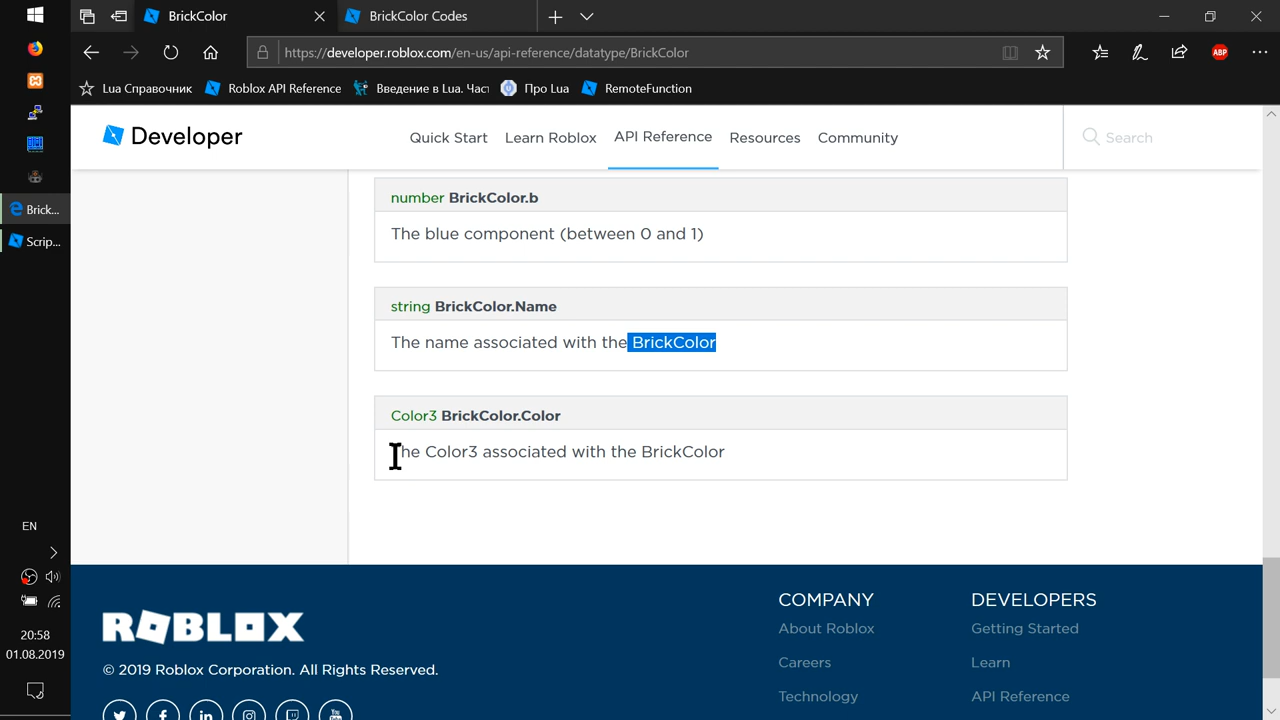 BrickColor
BrickColor Codes
https://developer.roblox.com/en-us/api-reference/datatype/BrickColor
ABP
Lua Справочник
Roblox API Reference
Введение в Lua. Част
Про Lua
RemoteFunction
Developer
Quick Start
Learn Roblox
API Reference
Resources
Community
Search
Brick...
Scrip...
number BrickColor.b
The blue component (between 0 and 1)
string BrickColor.Name
The name associated with the BrickColor
Color3 BrickColor.Color
The Color3 associated with the BrickColor
EN
20:58
01.08.2019
ROBLOX
© 2019 Roblox Corporation. All Rights Reserved.
COMPANY
About Roblox
Careers
Technology
DEVELOPERS
Getting Started
Learn
API Reference